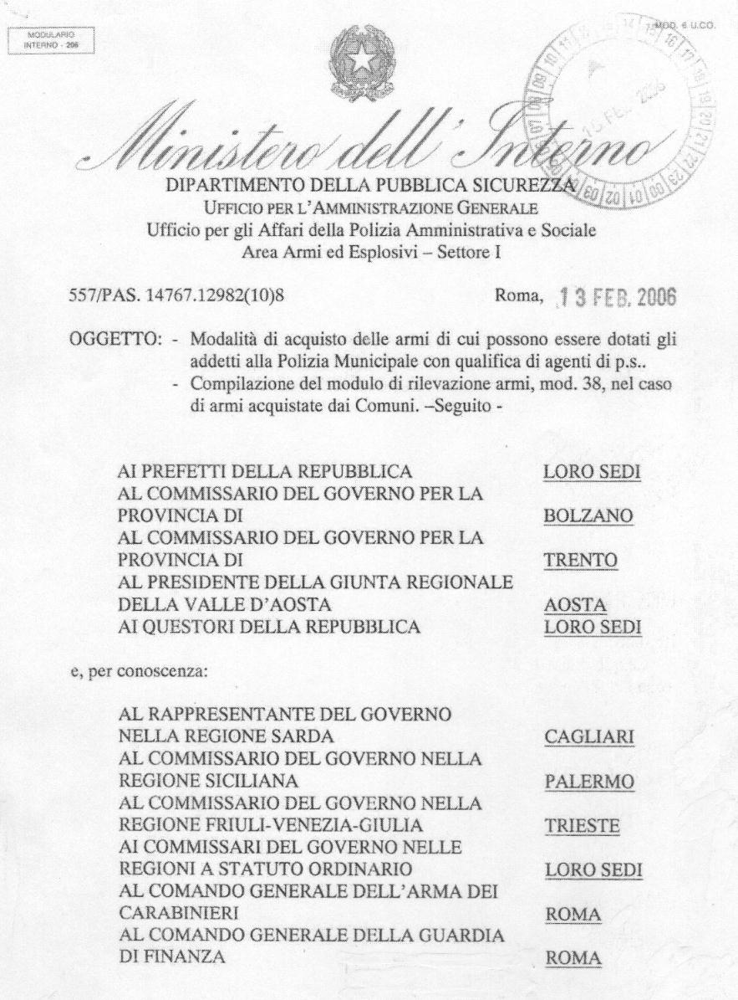 MODULARIO
INTERNO - 206
MOD. 6 U.CO.
Ministero dell'Interno
DIPARTIMENTO DELLA PUBBLICA SICUREZZA
UFFICIO PER L'AMMINISTRAZIONE GENERALE
Ufficio per gli Affari della Polizia Amministrativa e Sociale
Area Armi ed Esplosivi – Settore I
557/PAS. 14767.12982(10)8 Roma, 13 FEB. 2006
OGGETTO: - Modalità di acquisto delle armi di cui possono essere dotati gli
addetti alla Polizia Municipale con qualifica di agenti di p.s..
- Compilazione del modulo di rilevazione armi, mod. 38, nel caso
di armi acquistate dai Comuni. –Seguito -
AI PREFETTI DELLA REPUBBLICA LORO SEDI
AL COMMISSARIO DEL GOVERNO PER LA
PROVINCIA DI BOLZANO
AL COMMISSARIO DEL GOVERNO PER LA
PROVINCIA DI TRENTO
AL PRESIDENTE DELLA GIUNTA REGIONALE
DELLA VALLE D'AOSTA AOSTA
AI QUESTORI DELLA REPUBBLICA LORO SEDI
e, per conoscenza:
AL RAPPRESENTANTE DEL GOVERNO
NELLA REGIONE SARDA CAGLIARI
AL COMMISSARIO DEL GOVERNO NELLA
REGIONE SICILIANA PALERMO
AL COMMISSARIO DEL GOVERNO NELLA
REGIONE FRIULI-VENEZIA-GIULIA TRIESTE
AI COMMISSARI DEL GOVERNO NELLE
REGIONI A STATUTO ORDINARIO LORO SEDI
AL COMANDO GENERALE DELL'ARMA DEI
CARABINIERI ROMA
AL COMANDO GENERALE DELLA GUARDIA
DI FINANZA ROMA